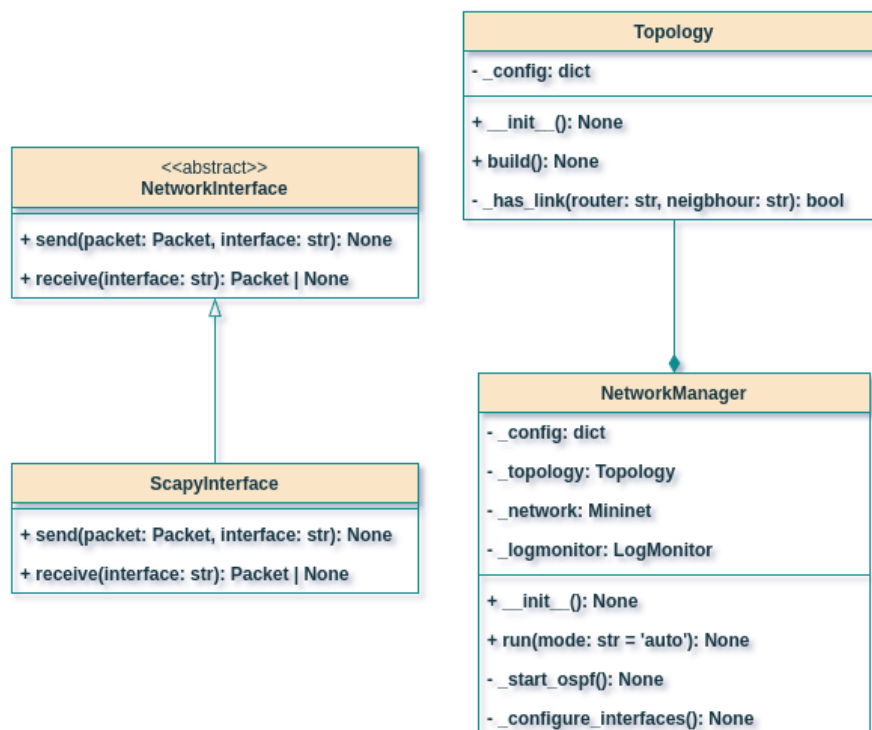 Topology
- _config: dict
+ __init__(): None
+ build(): None
- _has_link(router: str, neigbhour: str): bool
<<abstract>>
NetworkInterface
+ send(packet: Packet, interface: str): None
+ receive(interface: str): Packet | None
ScapyInterface
+ send(packet: Packet, interface: str): None
+ receive(interface: str): Packet | None
NetworkManager
- _config: dict
- _topology: Topology
- _network: Mininet
- _logmonitor: LogMonitor
+ __init__(): None
+ run(mode: str = 'auto'): None
- _start_ospf(): None
- _configure_interfaces(): None